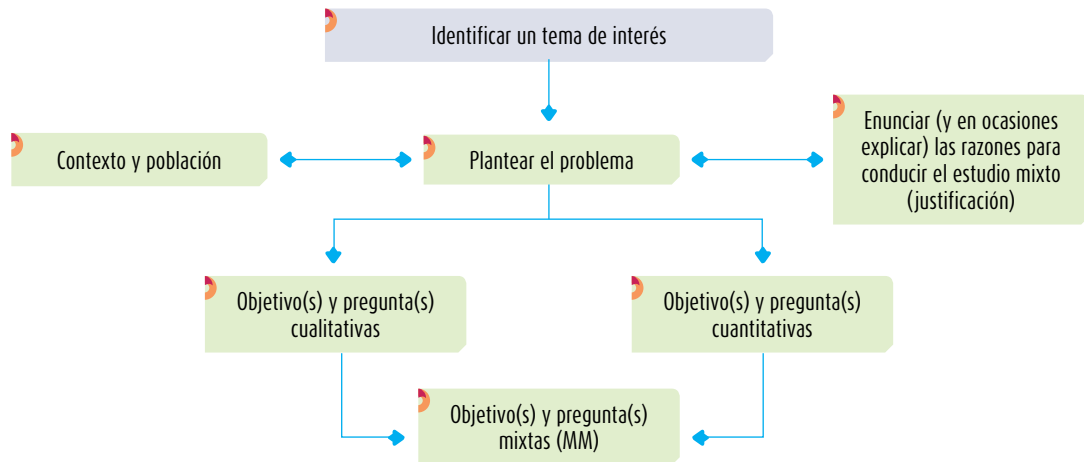 Identificar un tema de interés
Contexto y población
Plantear el problema
Enunciar (y en ocasiones
explicar) las razones para
conducir el estudio mixto
(justificación)
Objetivo(s) y pregunta(s)
cualitativas
Objetivo(s) y pregunta(s)
cuantitativas
Objetivo(s) y pregunta(s)
mixtas (MM)